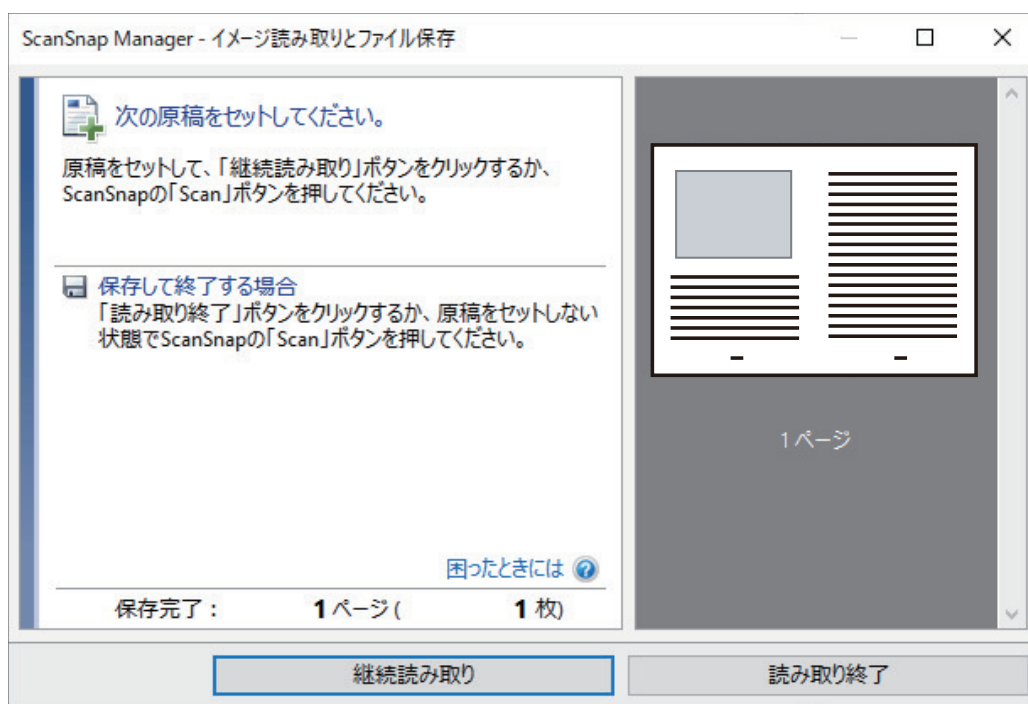 ScanSnap Manager - イメージ読み取りとファイル保存
次の原稿をセットしてください。
原稿をセットして、「継続読み取り」ボタンをクリックするか、
ScanSnapの「Scan」ボタンを押してください。
保存して終了する場合
「読み取り終了」ボタンをクリックするか、原稿をセットしない
状態でScanSnapの「Scan」ボタンを押してください。
困ったときには
保存完了： 1 ページ ( 1 枚)
1 ページ
継続読み取り
読み取り終了